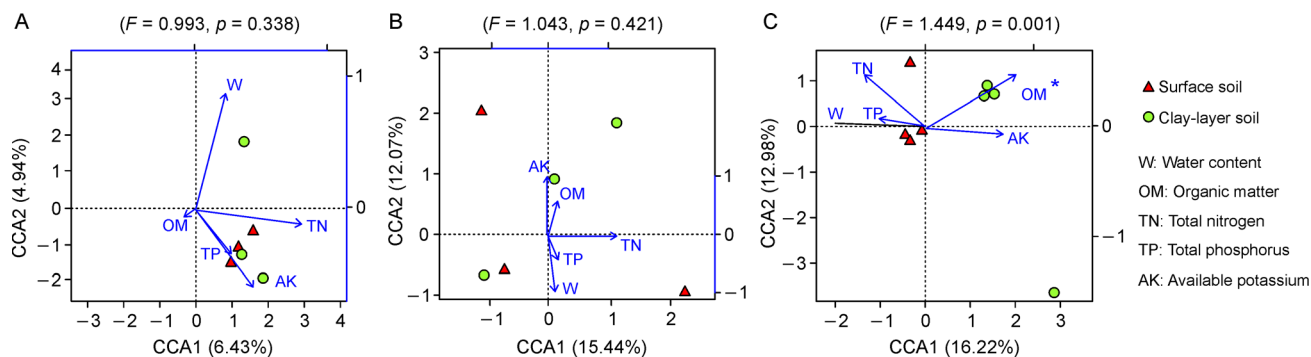 A
(F = 0.993, p = 0.338)
4
3
2
1
0
−1
−2
1
0
W
OM
TN
TP
AK
CCA2 (4.94%)
−3 −2 −1 0 1 2 3 4
CCA1 (6.43%)
B
(F = 1.043, p = 0.421)
3
2
1
0
−1
1
0
−1
AK
OM
TN
TP
W
CCA2 (12.07%)
−1 0 1 2
CCA1 (15.44%)
C
(F = 1.449, p = 0.001)
1
0
−1
−2
−3
0
−1
TN
TP
W
OM *
AK
CCA2 (12.98%)
−2 −1 0 1 2 3
CCA1 (16.22%)
Surface soil
Clay-layer soil
W: Water content
OM: Organic matter
TN: Total nitrogen
TP: Total phosphorus
AK: Available potassium